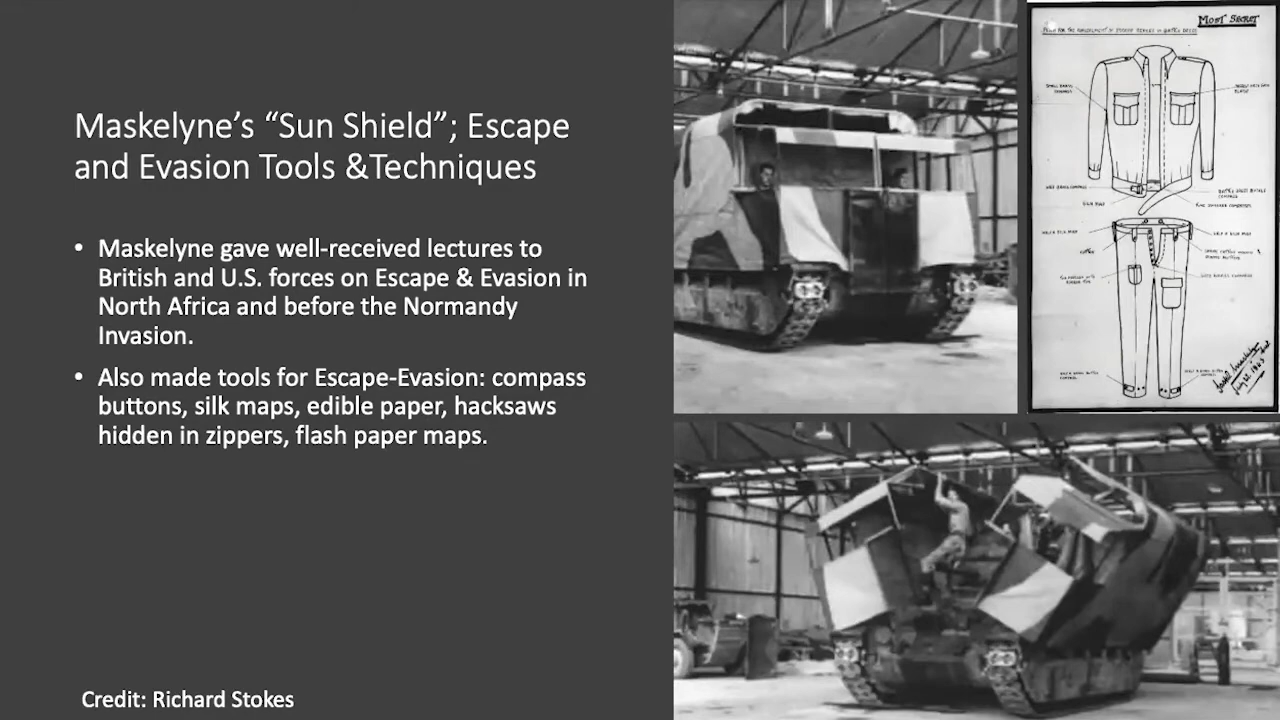 Maskelyne’s “Sun Shield”; Escape
and Evasion Tools &Techniques
• Maskelyne gave well-received lectures to
British and U.S. forces on Escape & Evasion in
North Africa and before the Normandy
Invasion.
• Also made tools for Escape-Evasion: compass
buttons, silk maps, edible paper, hacksaws
hidden in zippers, flash paper maps.
Credit: Richard Stokes
MOST SECRET